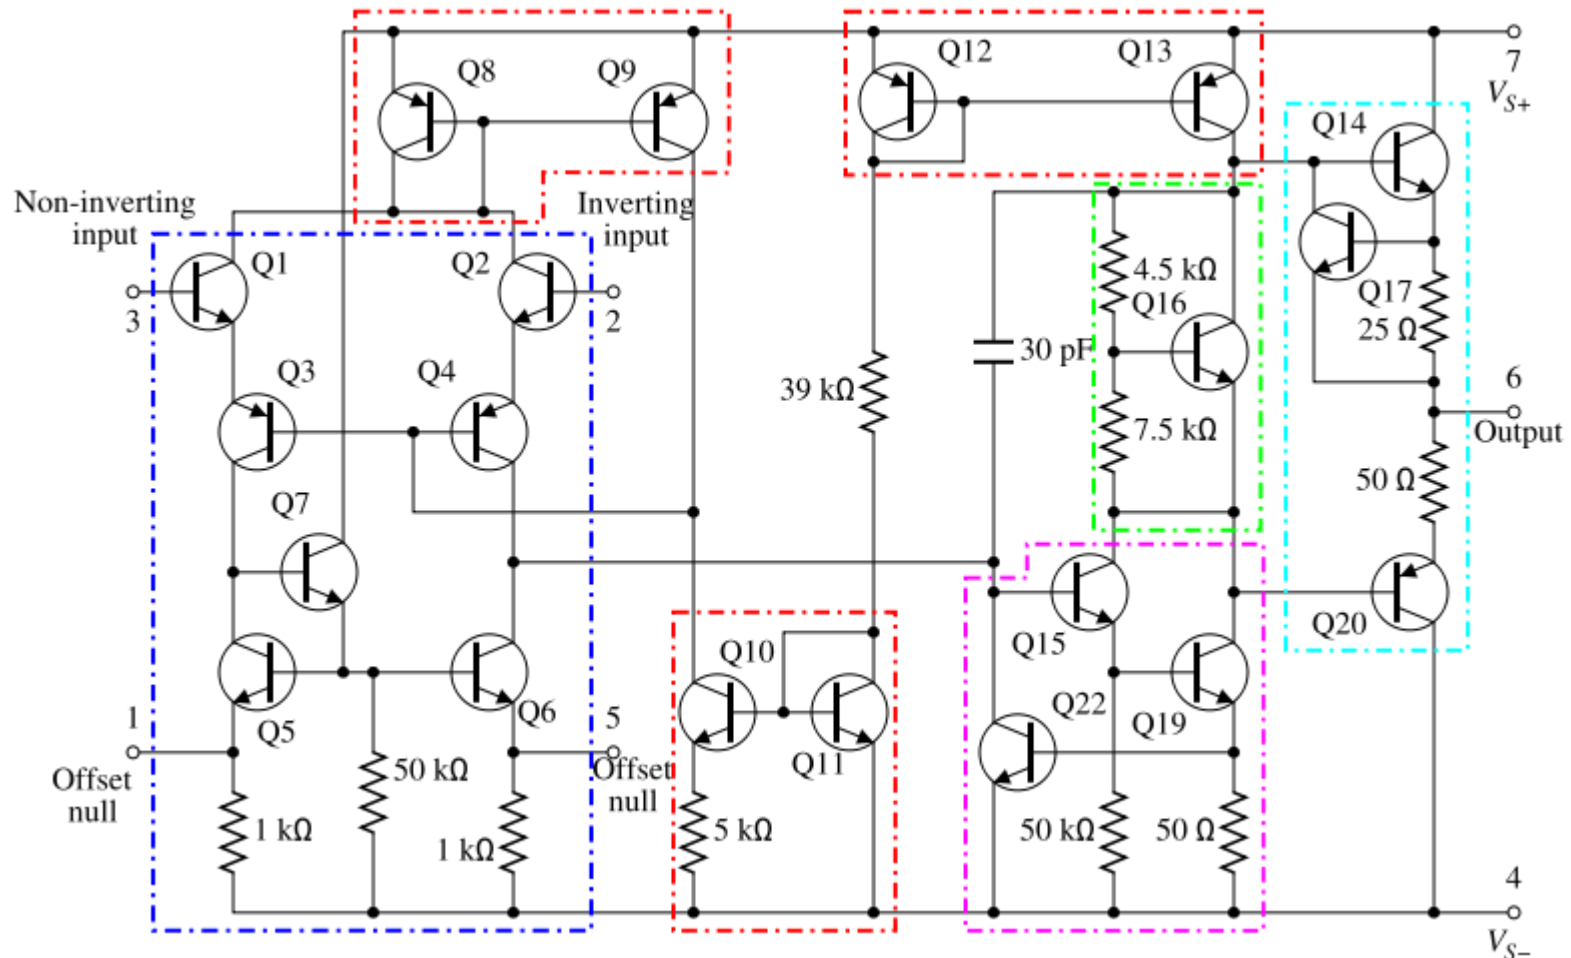 Q8
Q9
Q12
Q13
7
V_{S+}
Q14
Non-inverting
input
Inverting
input
Q1
Q2
3
2
4.5 kΩ
Q16
Q17
25 Ω
30 pF
Q3
Q4
39 kΩ
6
Output
7.5 kΩ
50 Ω
Q7
Q15
Q20
Q10
Q5
Q6
1
5
Q22
Q19
Q11
Offset
null
50 kΩ
Offset
null
1 kΩ
1 kΩ
5 kΩ
50 kΩ
50 Ω
4
V_{S−}